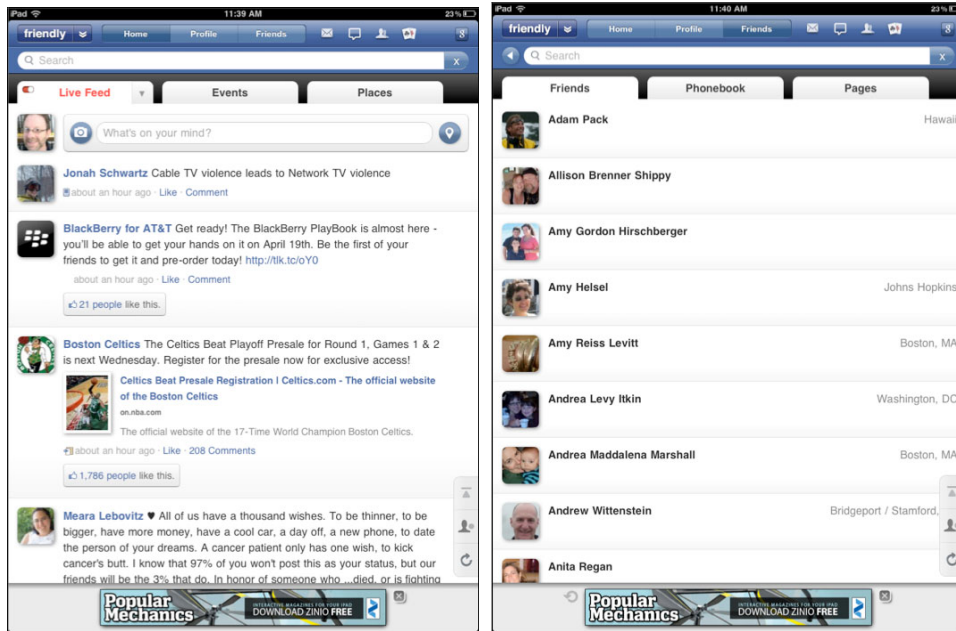 iPad 11:39 AM 23%
friendly Home Profile Friends 8
Search X
Live Feed Events Places
What's on your mind?
Jonah Schwartz Cable TV violence leads to Network TV violence
about an hour ago · Like · Comment
BlackBerry for AT&T Get ready! The BlackBerry PlayBook is almost here -
you'll be able to get your hands on it on April 19th. Be the first of your
friends to get it and pre-order today! http://tlk.tc/oY0
about an hour ago · Like · Comment
21 people like this.
Boston Celtics The Celtics Beat Playoff Presale for Round 1, Games 1 & 2
is next Wednesday. Register for the presale now for exclusive access!
Celtics Beat Presale Registration | Celtics.com - The official website
of the Boston Celtics
on.nba.com
The official website of the 17-Time World Champion Boston Celtics.
about an hour ago · Like · 208 Comments
1,786 people like this.
Meara Lebovitz ♥ All of us have a thousand wishes. To be thinner, to be
bigger, have more money, have a cool car, a day off, a new phone, to date
the person of your dreams. A cancer patient only has one wish, to kick
cancer's butt. I know that 97% of you won't post this as your status, but our
friends will be the 3% that do. In honor of someone who ...died, or is fighting
Popular
Mechanics
INTERACTIVE MAGAZINES FOR YOUR IPAD
DOWNLOAD ZINIO FREE
iPad 11:40 AM 23%
friendly Home Profile Friends 8
Search X
Friends Phonebook Pages
Adam Pack Hawaii
Allison Brenner Shippy
Amy Gordon Hirschberger
Amy Helsel Johns Hopkins
Amy Reiss Levitt Boston, MA
Andrea Levy Itkin Washington, DC
Andrea Maddalena Marshall Boston, MA
Andrew Wittenstein Bridgeport / Stamford,
Anita Regan
Popular
Mechanics
INTERACTIVE MAGAZINES FOR YOUR IPAD
DOWNLOAD ZINIO FREE